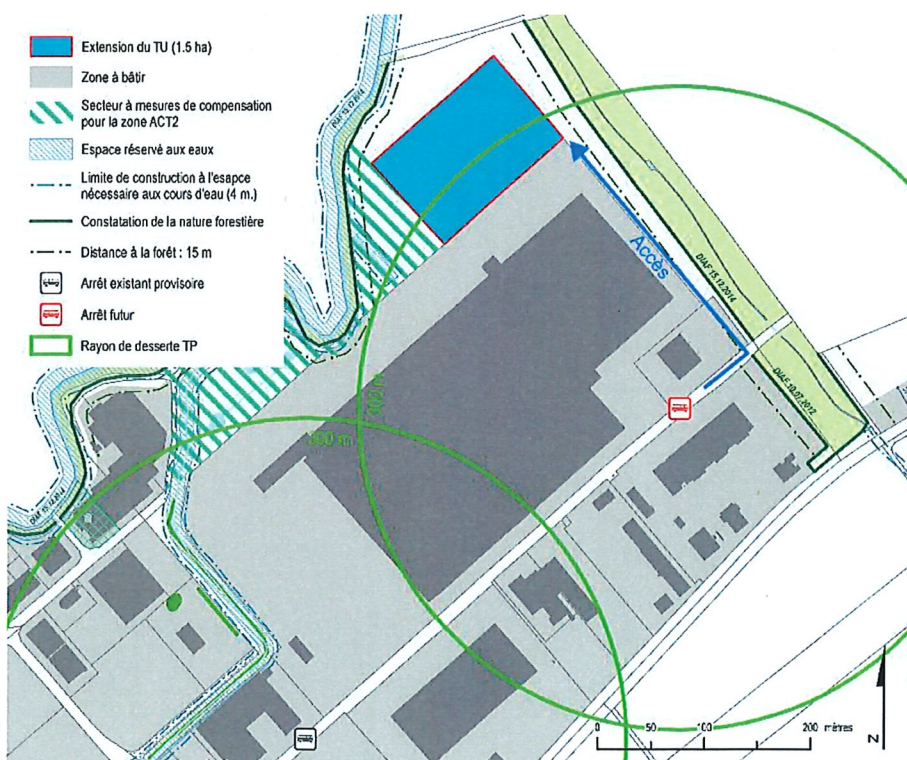 Extension du TU (1.5 ha)
Zone à bâtir
Secteur à mesures de compensation
pour la zone ACT2
Espace réservé aux eaux
Limite de construction à l'esapce
nécessaire aux cours d'eau (4 m.)
Constatation de la nature forestière
Distance à la forêt : 15 m
Arrêt existant provisoire
Arrêt futur
Rayon de desserte TP
Accès
DIAF 15.12.2014
DIAF 10.07.2012
300 m
300 m
0 50 100 200 mètres
N